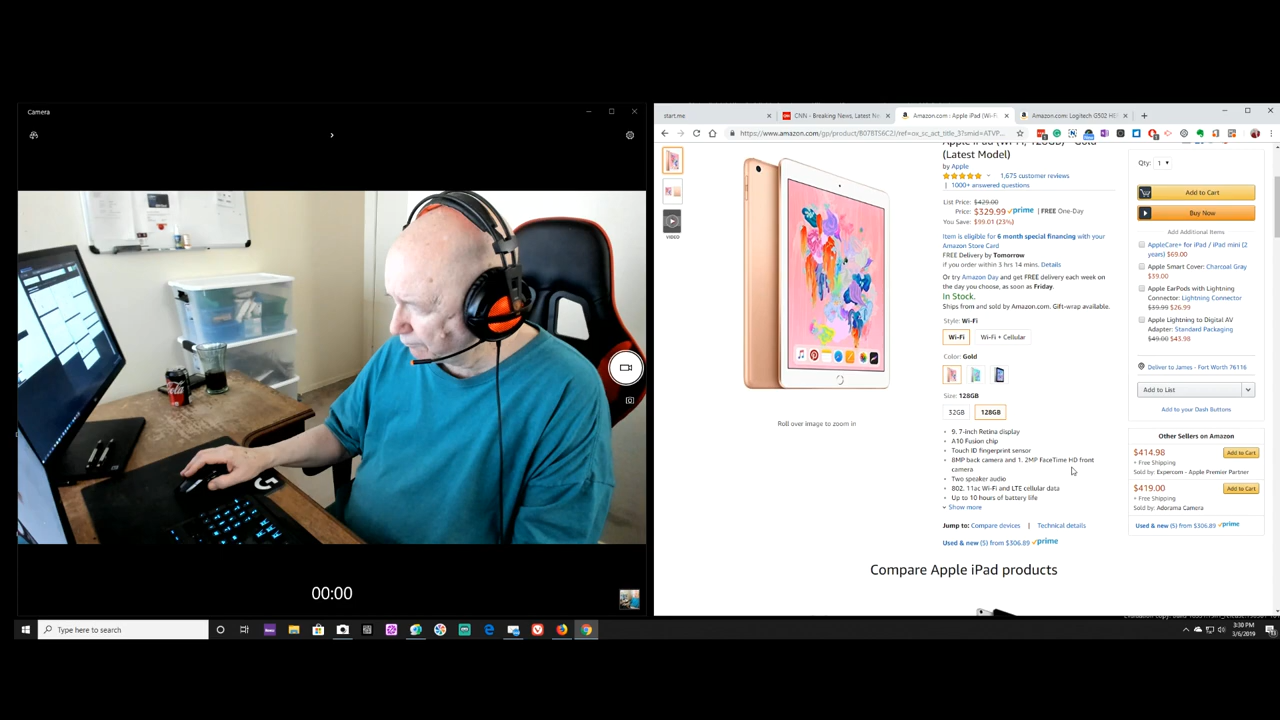 Camera
00:00
start.me
CNN - Breaking News, Latest Ne
Amazon.com : Apple iPad (Wi-Fi
Amazon.com: Logitech G502 HE
https://www.amazon.com/gp/product/B07BTS6C2J/ref=ox_sc_act_title_3?smid=ATVP...
(Latest Model)
by Apple
1,675 customer reviews
| 1000+ answered questions
List Price: $429.00
Price: $329.99 prime | FREE One-Day
You Save: $99.01 (23%)
Item is eligible for 6 month special financing with your
Amazon Store Card
FREE Delivery by Tomorrow
if you order within 3 hrs 14 mins. Details
Or try Amazon Day and get FREE delivery each week on
the day you choose, as soon as Friday.
In Stock.
Ships from and sold by Amazon.com. Gift-wrap available.
Style: Wi-Fi
Wi-Fi
Wi-Fi + Cellular
Color: Gold
Size: 128GB
32GB
128GB
9. 7-inch Retina display
A10 Fusion chip
Touch ID fingerprint sensor
8MP back camera and 1. 2MP FaceTime HD front
camera
Two speaker audio
802. 11ac Wi-Fi and LTE cellular data
Up to 10 hours of battery life
Show more
Jump to: Compare devices | Technical details
Used & new (5) from $306.89 prime
VIDEO
Roll over image to zoom in
Compare Apple iPad products
Qty: 1
Add to Cart
Buy Now
Add Additional Items
AppleCare+ for iPad / iPad mini (2
years) $69.00
Apple Smart Cover: Charcoal Gray
$39.00
Apple EarPods with Lightning
Connector: Lightning Connector
$39.99 $26.99
Apple Lightning to Digital AV
Adapter: Standard Packaging
$49.00 $43.98
Deliver to James - Fort Worth 76116
Add to List
Add to your Dash Buttons
Other Sellers on Amazon
$414.98
Add to Cart
+ Free Shipping
Sold by: Expercom - Apple Premier Partner
$419.00
Add to Cart
+ Free Shipping
Sold by: Adorama Camera
Used & new (5) from $306.89 prime
Type here to search
3:30 PM
3/6/2019